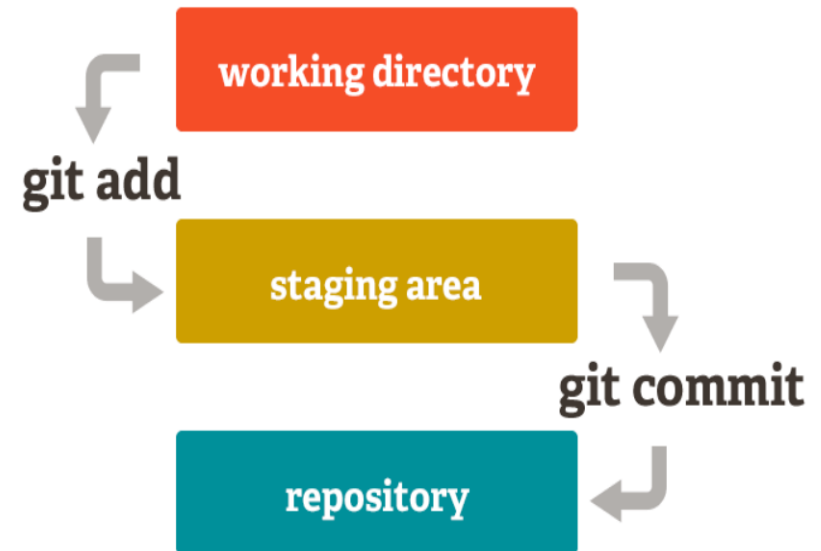 working directory
git add
staging area
git commit
repository